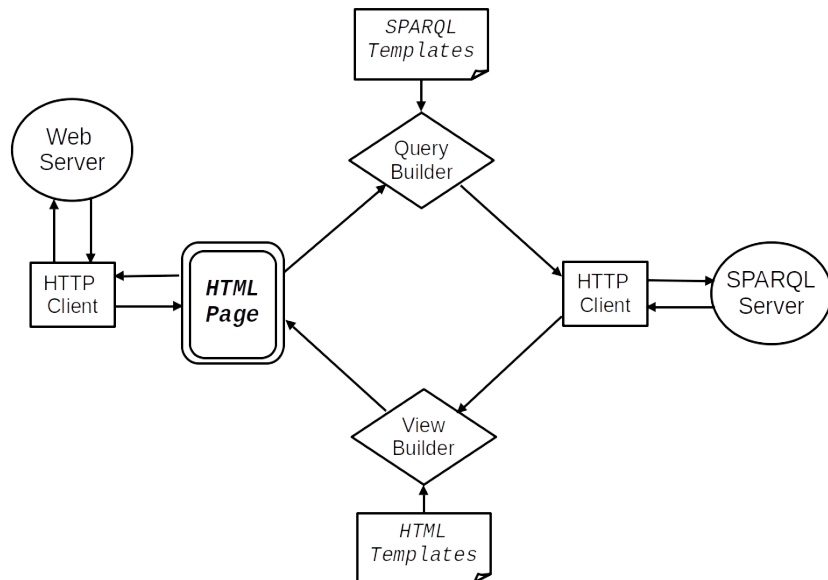 SPARQL
Templates
Web
Server
Query
Builder
HTTP
Client
HTML
Page
HTTP
Client
SPARQL
Server
View
Builder
HTML
Templates